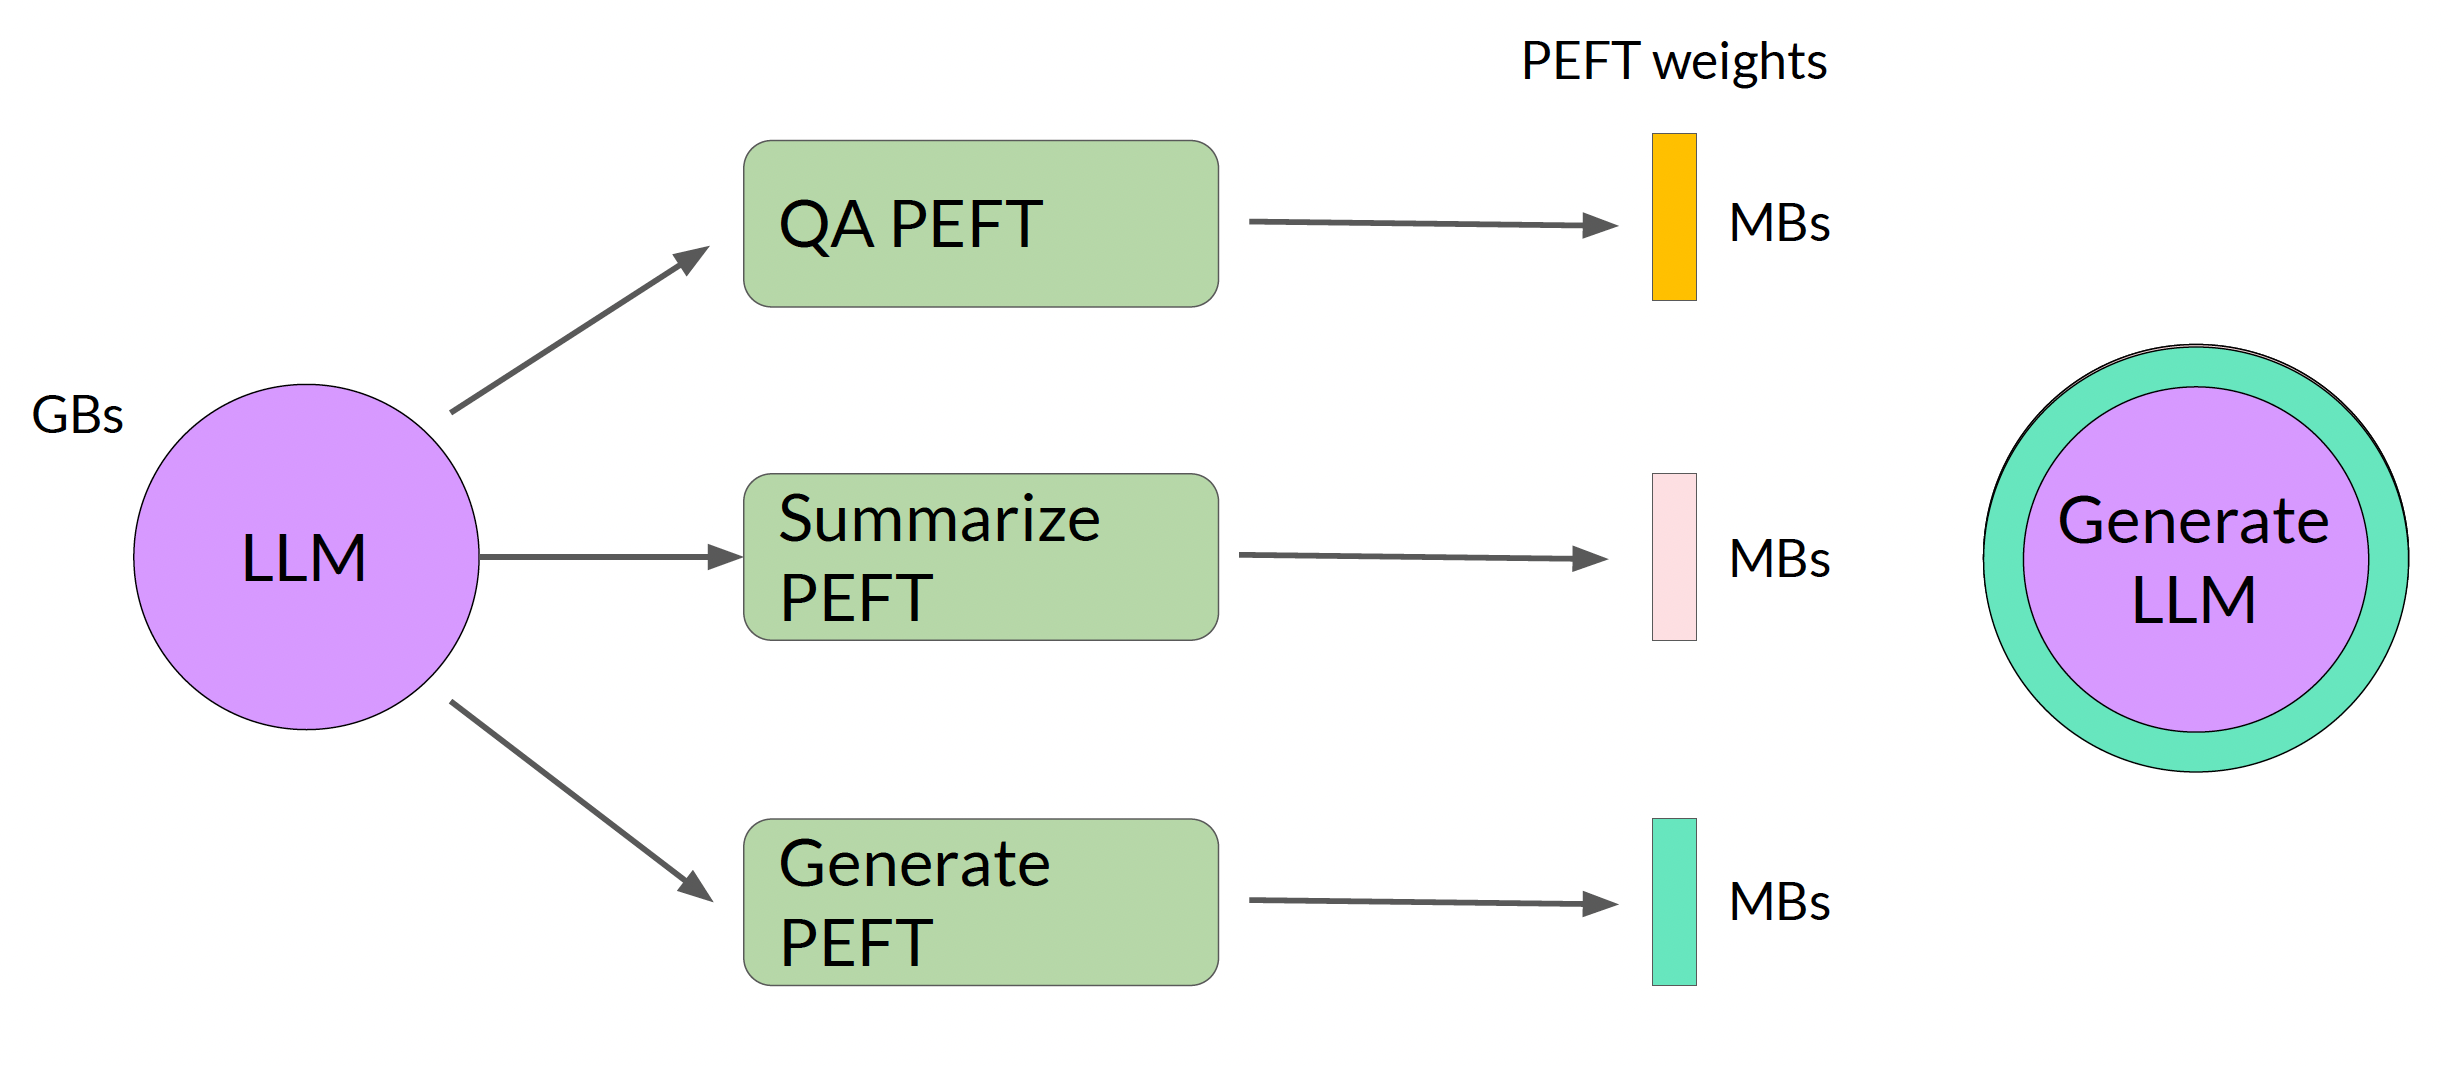 PEFT weights
QA PEFT
MBs
GBs
LLM
Summarize
PEFT
MBs
Generate
LLM
Generate
PEFT
MBs